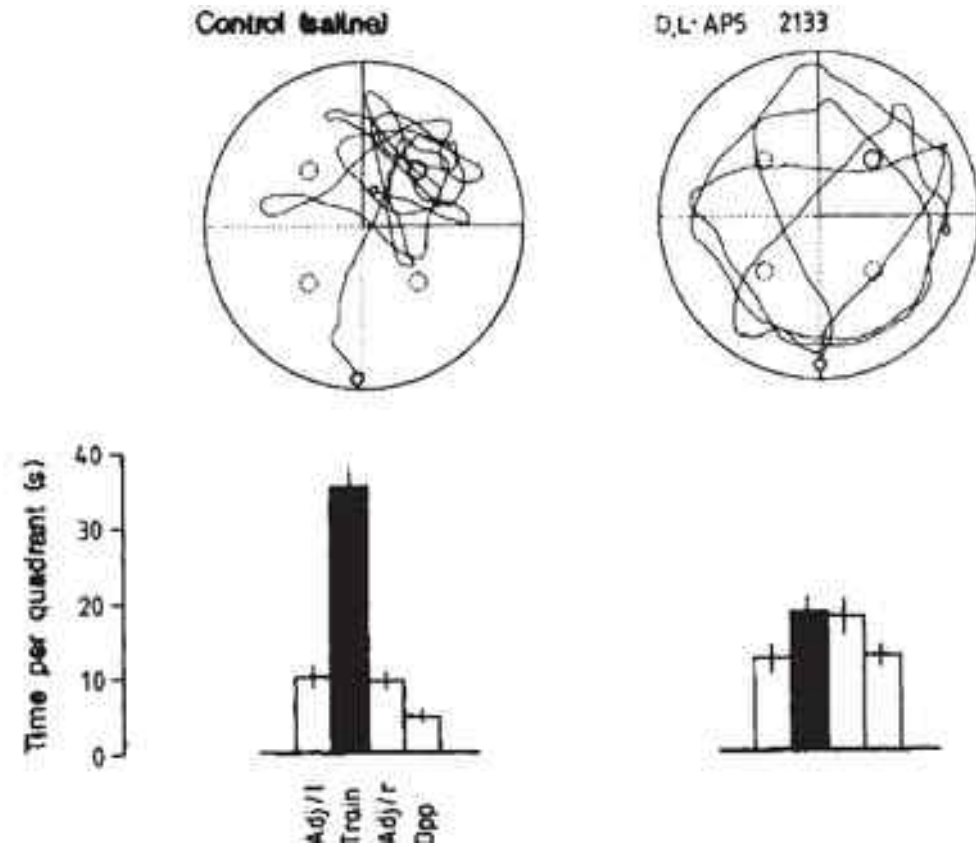 Control (saline)
D,L-AP5 2133
Time per quadrant (s)
40
30
20
10
0
Adj/l
Train
Adj/r
Opp